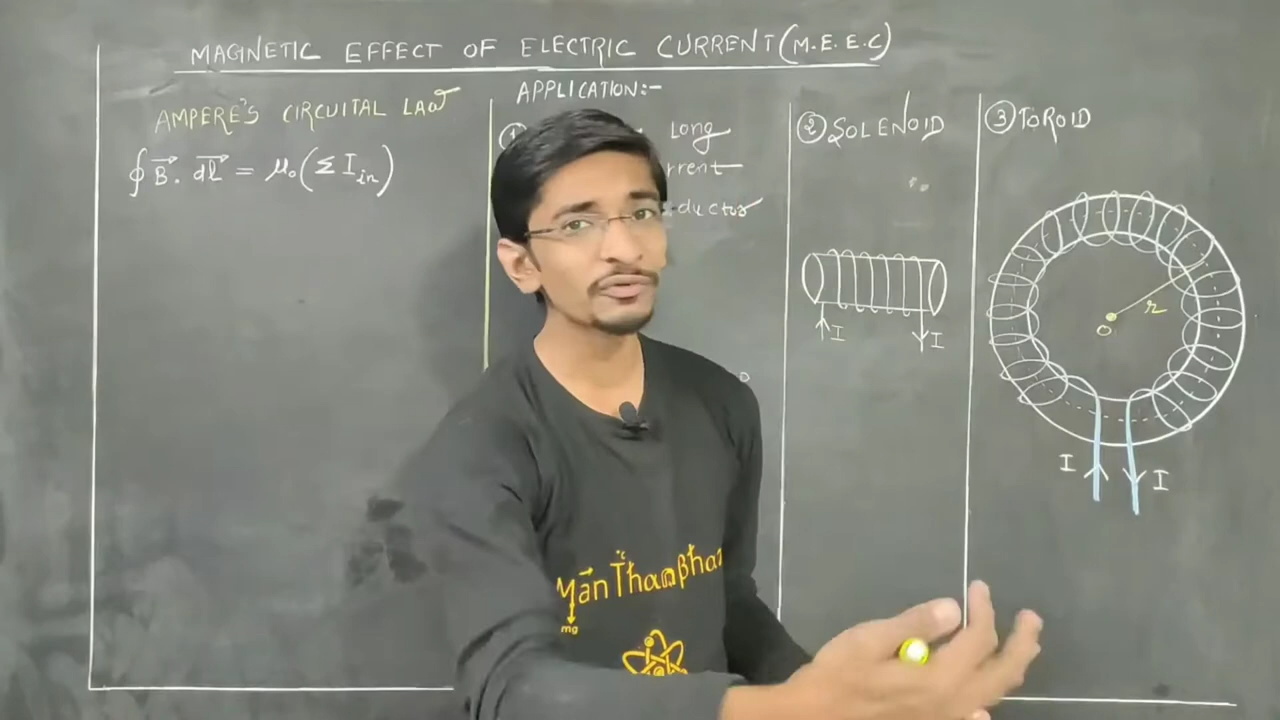 MAGNETIC EFFECT OF ELECTRIC CURRENT (M.E.E.C)
AMPERE'S CIRCUITAL LAW
∮ B⃗ . dl⃗ = μ₀ (Σ I_in)
APPLICATION:-
① Long
rrent
ductor
② SOLENOID
I I
③ TOROID
r
O
I I
mg